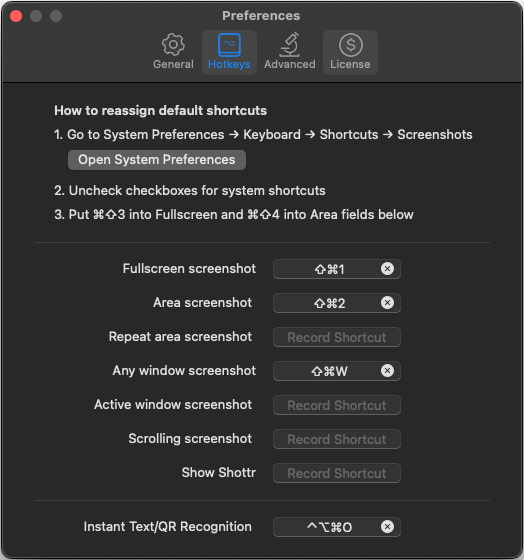 Preferences
General
Hotkeys
Advanced
License
How to reassign default shortcuts
1. Go to System Preferences → Keyboard → Shortcuts → Screenshots
Open System Preferences
2. Uncheck checkboxes for system shortcuts
3. Put ⌘⇧3 into Fullscreen and ⌘⇧4 into Area fields below
Fullscreen screenshot ⇧⌘1
Area screenshot ⇧⌘2
Repeat area screenshot Record Shortcut
Any window screenshot ⇧⌘W
Active window screenshot Record Shortcut
Scrolling screenshot Record Shortcut
Show Shottr Record Shortcut
Instant Text/QR Recognition ^⌥⌘O